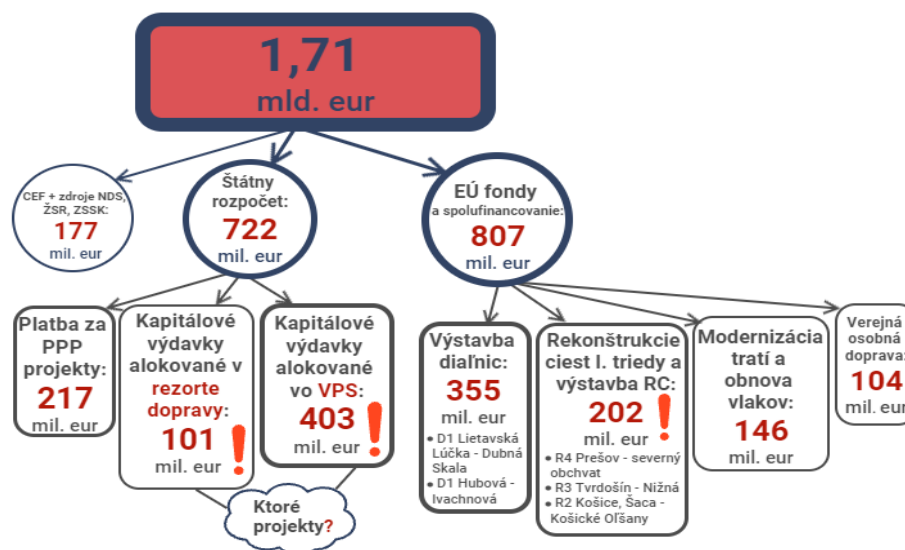 1,71
mld. eur
CEF + zdroje NDS,
ŽSR, ZSSK:
177
mil. eur
Štátny
rozpočet:
722
mil. eur
EÚ fondy
a spolufinancovanie:
807
mil. eur
Platba za
PPP
projekty:
217
mil. eur
Kapitálové
výdavky
alokované v
rezorte
dopravy:
101
mil. eur
!
Kapitálové
výdavky
alokované
vo VPS:
403
mil. eur
!
Ktoré
projekty?
Výstavba
diaľnic:
355
mil. eur
• D1 Lietavská
Lúčka - Dubná
Skala
• D1 Hubová -
Ivachnová
Rekonštrukcie
ciest I. triedy a
výstavba RC:
202
mil. eur
!
• R4 Prešov - severný
obchvat
• R3 Tvrdošín - Nižná
• R2 Košice, Šaca -
Košické Oľšany
Modernizácia
tratí a
obnova
vlakov:
146
mil. eur
Verejná
osobná
doprava:
104
mil. eur